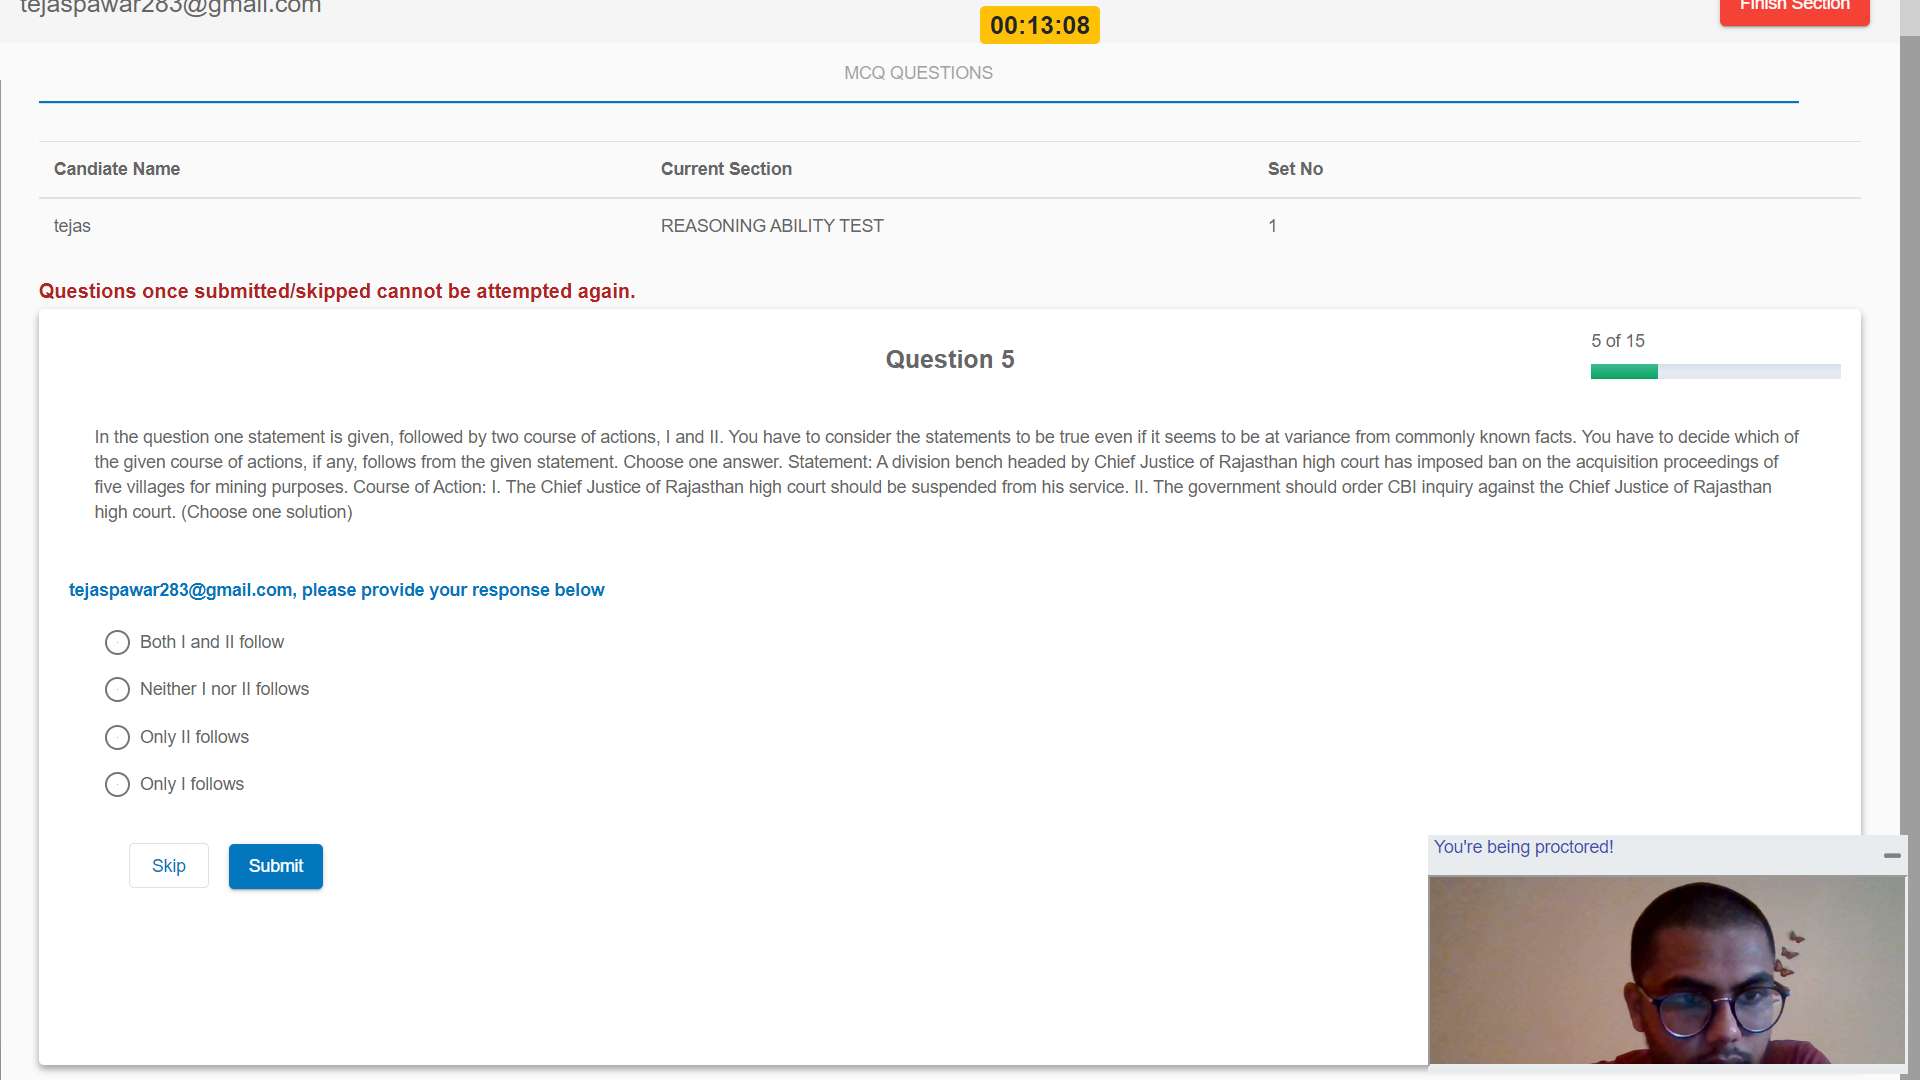 tejaspawar283@gmail.com
Finish Section
00:13:08
MCQ QUESTIONS
Candiate Name Current Section Set No
tejas REASONING ABILITY TEST 1
Questions once submitted/skipped cannot be attempted again.
5 of 15
Question 5
In the question one statement is given, followed by two course of actions, I and II. You have to consider the statements to be true even if it seems to be at variance from commonly known facts. You have to decide which of
the given course of actions, if any, follows from the given statement. Choose one answer. Statement: A division bench headed by Chief Justice of Rajasthan high court has imposed ban on the acquisition proceedings of
five villages for mining purposes. Course of Action: I. The Chief Justice of Rajasthan high court should be suspended from his service. II. The government should order CBI inquiry against the Chief Justice of Rajasthan
high court. (Choose one solution)
tejaspawar283@gmail.com, please provide your response below
Both I and II follow
Neither I nor II follows
Only II follows
Only I follows
Skip Submit
You're being proctored!